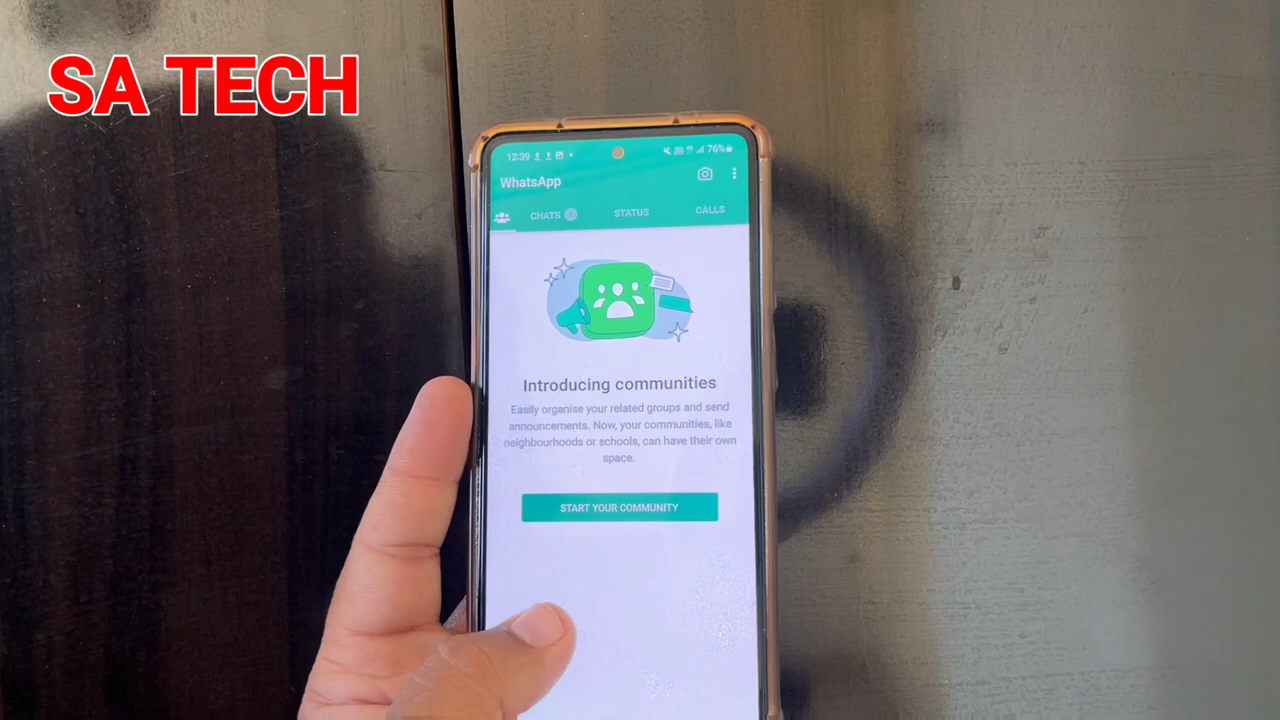 SA TECH
12:39
76%
WhatsApp
CHATS
STATUS
CALLS
Introducing communities
Easily organise your related groups and send
announcements. Now, your communities, like
neighbourhoods or schools, can have their own
space.
START YOUR COMMUNITY